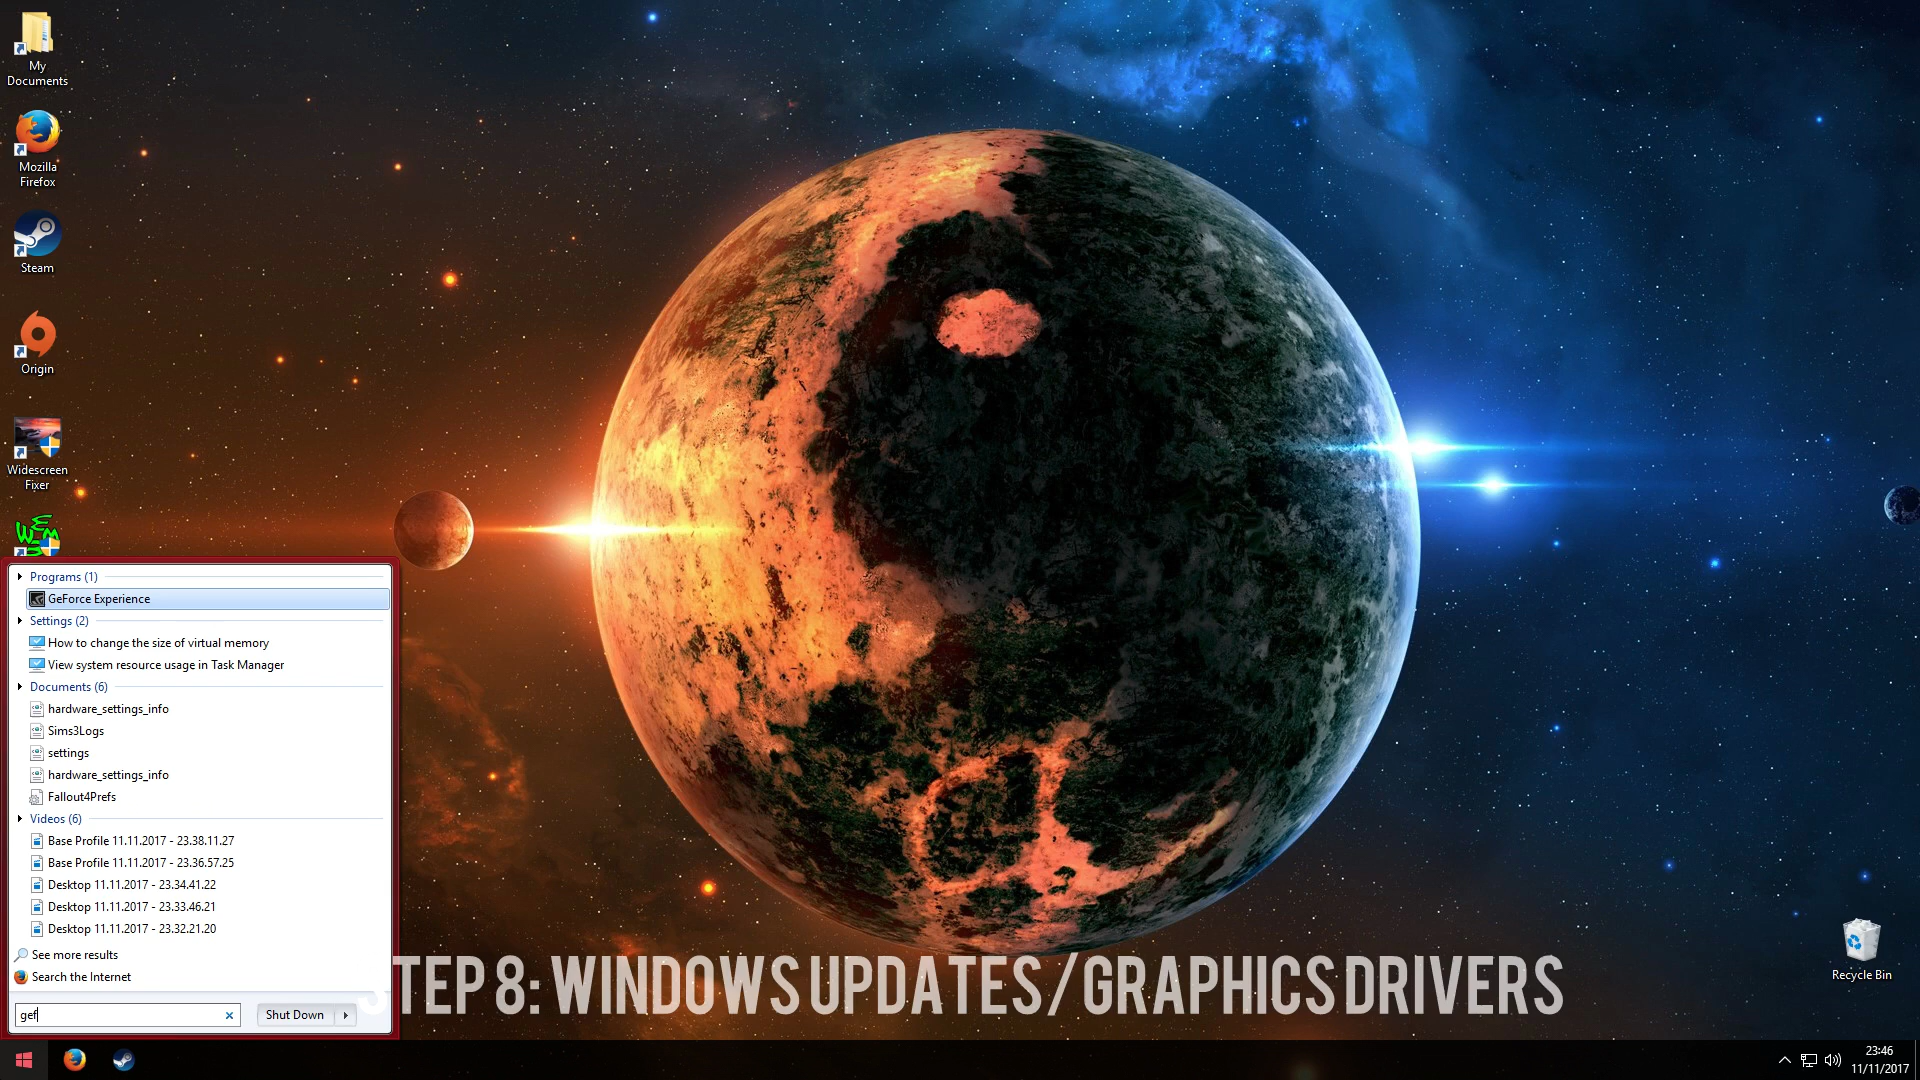 My
Documents
Mozilla
Firefox
Steam
Origin
Widescreen
Fixer
Programs (1)
GeForce Experience
Settings (2)
How to change the size of virtual memory
View system resource usage in Task Manager
Documents (6)
hardware_settings_info
Sims3Logs
settings
hardware_settings_info
Fallout4Prefs
Videos (6)
Base Profile 11.11.2017 - 23.38.11.27
Base Profile 11.11.2017 - 23.36.57.25
Desktop 11.11.2017 - 23.34.41.22
Desktop 11.11.2017 - 23.33.46.21
Desktop 11.11.2017 - 23.32.21.20
See more results
Search the Internet
gef
Shut Down
STEP 8: WINDOWS UPDATES/GRAPHICS DRIVERS
Recycle Bin
23:46
11/11/2017